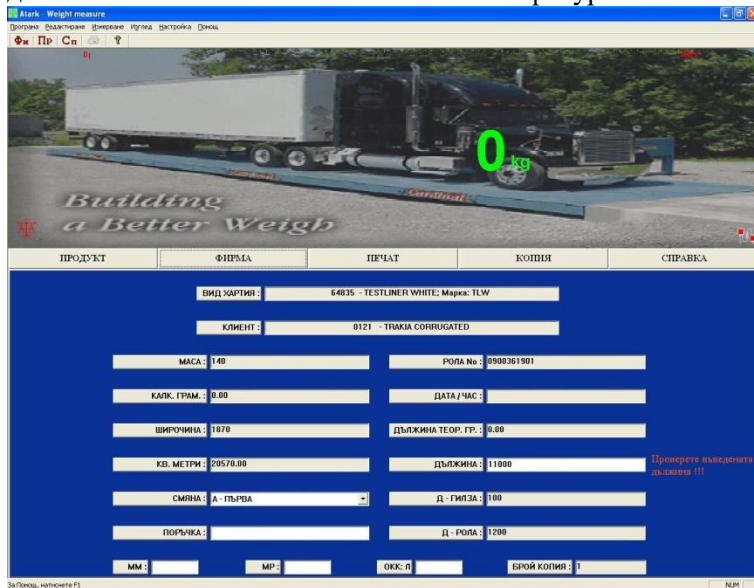 Atark - Weight measure
Програма Редактиране Измерване Изглед Настройка Помощ
Фи Пр Сп
0
kg
Cardinal
Building
a Better Weigh
ПРОДУКТ ФИРМА ПЕЧАТ КОПИЯ СПРАВКА
ВИД ХАРТИЯ : 64835 - TESTLINER WHITE; Марка: TLW
КЛИЕНТ : 0121 - TRAKIA CORRUGATED
МАСА : 140 РОЛА No : 0900361901
КАЛК. ГРАМ. : 0.00 ДАТА / ЧАС :
ШИРОЧИНА : 1870 ДЪЛЖИНА ТЕОР. ГР. : 0.00
КВ. МЕТРИ : 20570.00 ДЪЛЖИНА : 11000 Проверете въведената
дължина !!!
СМЯНА : А - ПЪРВА Д - ГИЛЗА : 100
ПОРЪЧКА : Д - РОЛА : 1200
ММ : МР : ОКК: Л БРОЙ КОПИЯ : 1
За Помощ, натиснете F1 NUM